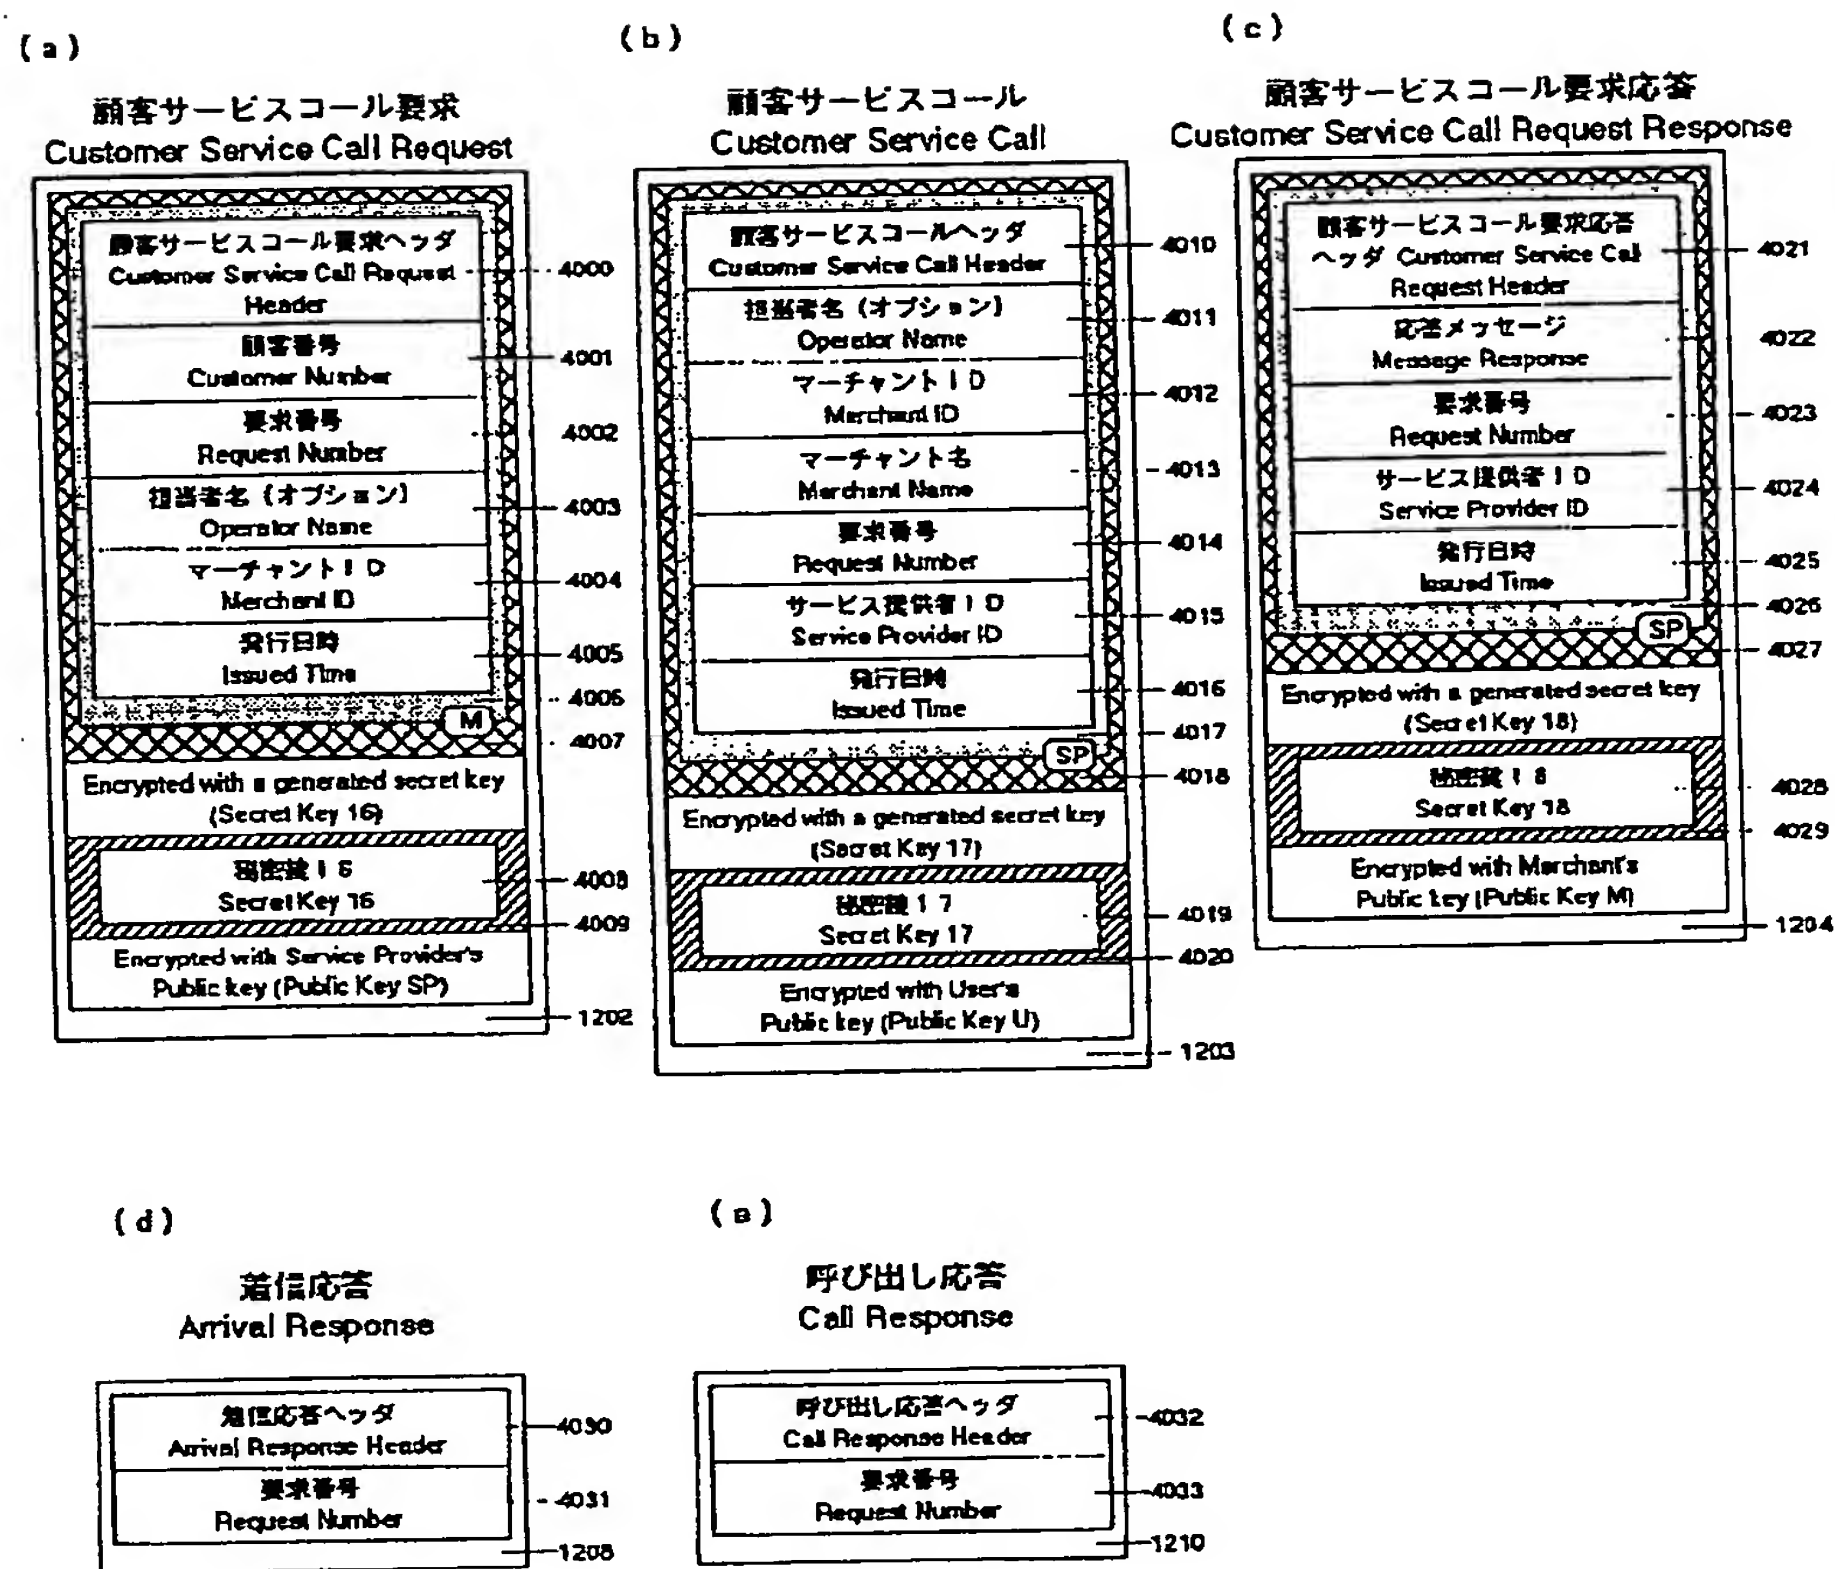 (a)
顧客サービスコール要求
Customer Service Call Request
顧客サービスコール要求ヘッダ
Customer Service Call Request
Header
4000
顧客番号
Customer Number
4001
要求番号
Request Number
4002
担当者名 (オプション)
Operator Name
4003
マーチャントID
Merchant ID
4004
発行日時
Issued Time
4005
4006
M
4007
Encrypted with a generated secret key
(Secret Key 16)
秘密鍵16
Secret Key 16
4008
4009
Encrypted with Service Provider's
Public key (Public Key SP)
1202
(b)
顧客サービスコール
Customer Service Call
顧客サービスコールヘッダ
Customer Service Call Header
4010
担当者名 (オプション)
Operator Name
4011
マーチャントID
Merchant ID
4012
マーチャント名
Merchant Name
4013
要求番号
Request Number
4014
サービス提供者ID
Service Provider ID
4015
発行日時
Issued Time
4016
4017
SP
4018
Encrypted with a generated secret key
(Secret Key 17)
秘密鍵17
Secret Key 17
4019
4020
Encrypted with User's
Public key (Public Key U)
1203
(c)
顧客サービスコール要求応答
Customer Service Call Request Response
顧客サービスコール要求応答
ヘッダ Customer Service Call
Request Header
4021
応答メッセージ
Message Response
4022
要求番号
Request Number
4023
サービス提供者ID
Service Provider ID
4024
発行日時
Issued Time
4025
4026
SP
4027
Encrypted with a generated secret key
(Secret Key 18)
秘密鍵18
Secret Key 18
4028
4029
Encrypted with Merchant's
Public key (Public Key M)
1204
(d)
着信応答
Arrival Response
着信応答ヘッダ
Arrival Response Header
4030
要求番号
Request Number
4031
1208
(e)
呼び出し応答
Call Response
呼び出し応答ヘッダ
Call Response Header
4032
要求番号
Request Number
4033
1210